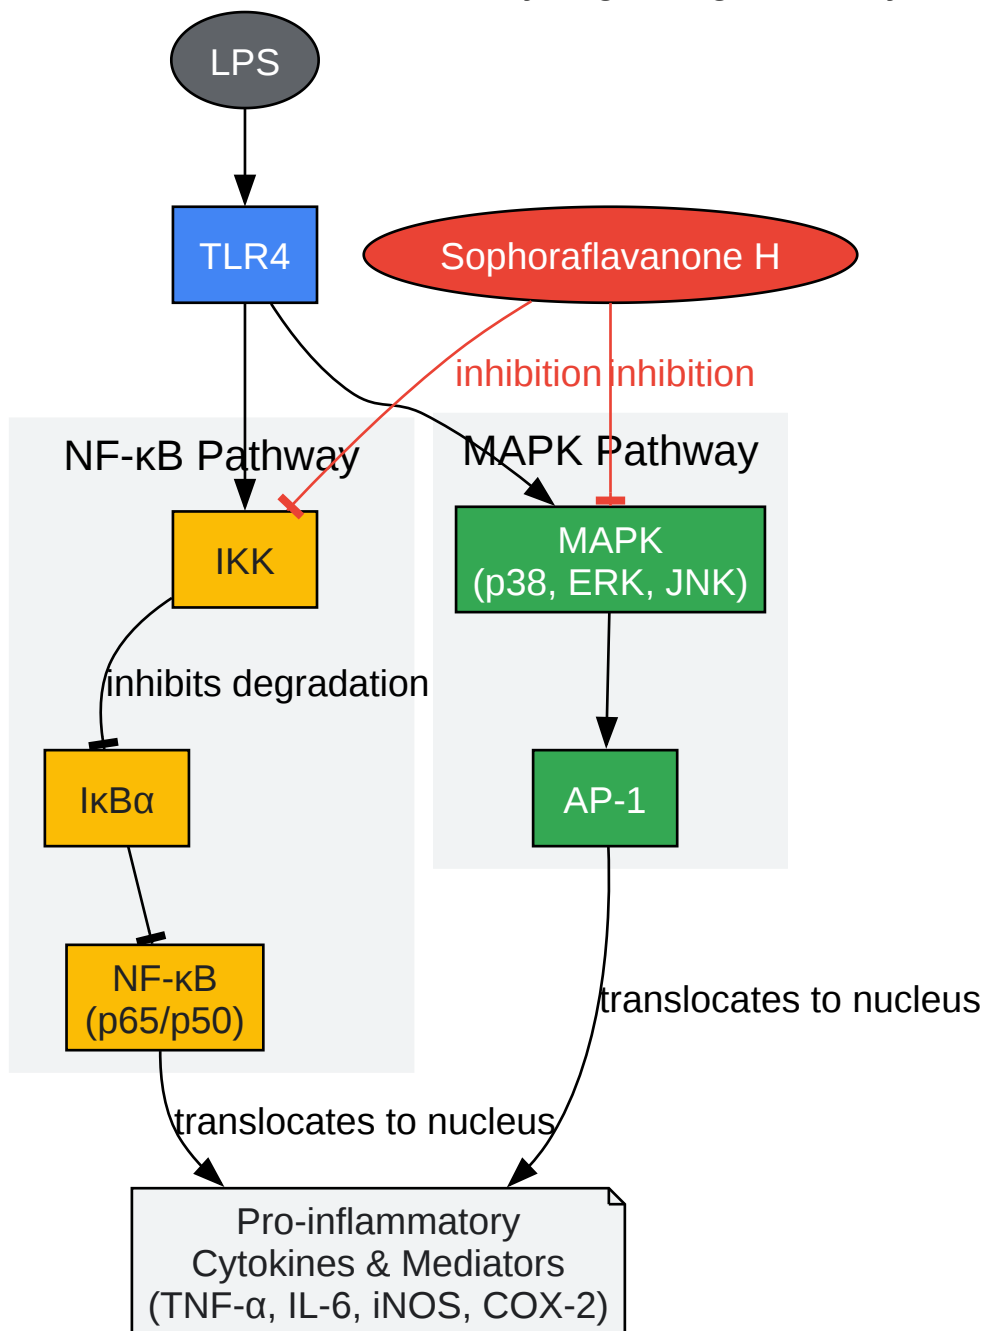 LPS
TLR4
Sophoraflavanone H
inhibition
inhibition
NF-κB Pathway
MAPK Pathway
IKK
MAPK
(p38, ERK, JNK)
inhibits degradation
IκBα
AP-1
NF-κB
(p65/p50)
translocates to nucleus
translocates to nucleus
Pro-inflammatory
Cytokines & Mediators
(TNF-α, IL-6, iNOS, COX-2)